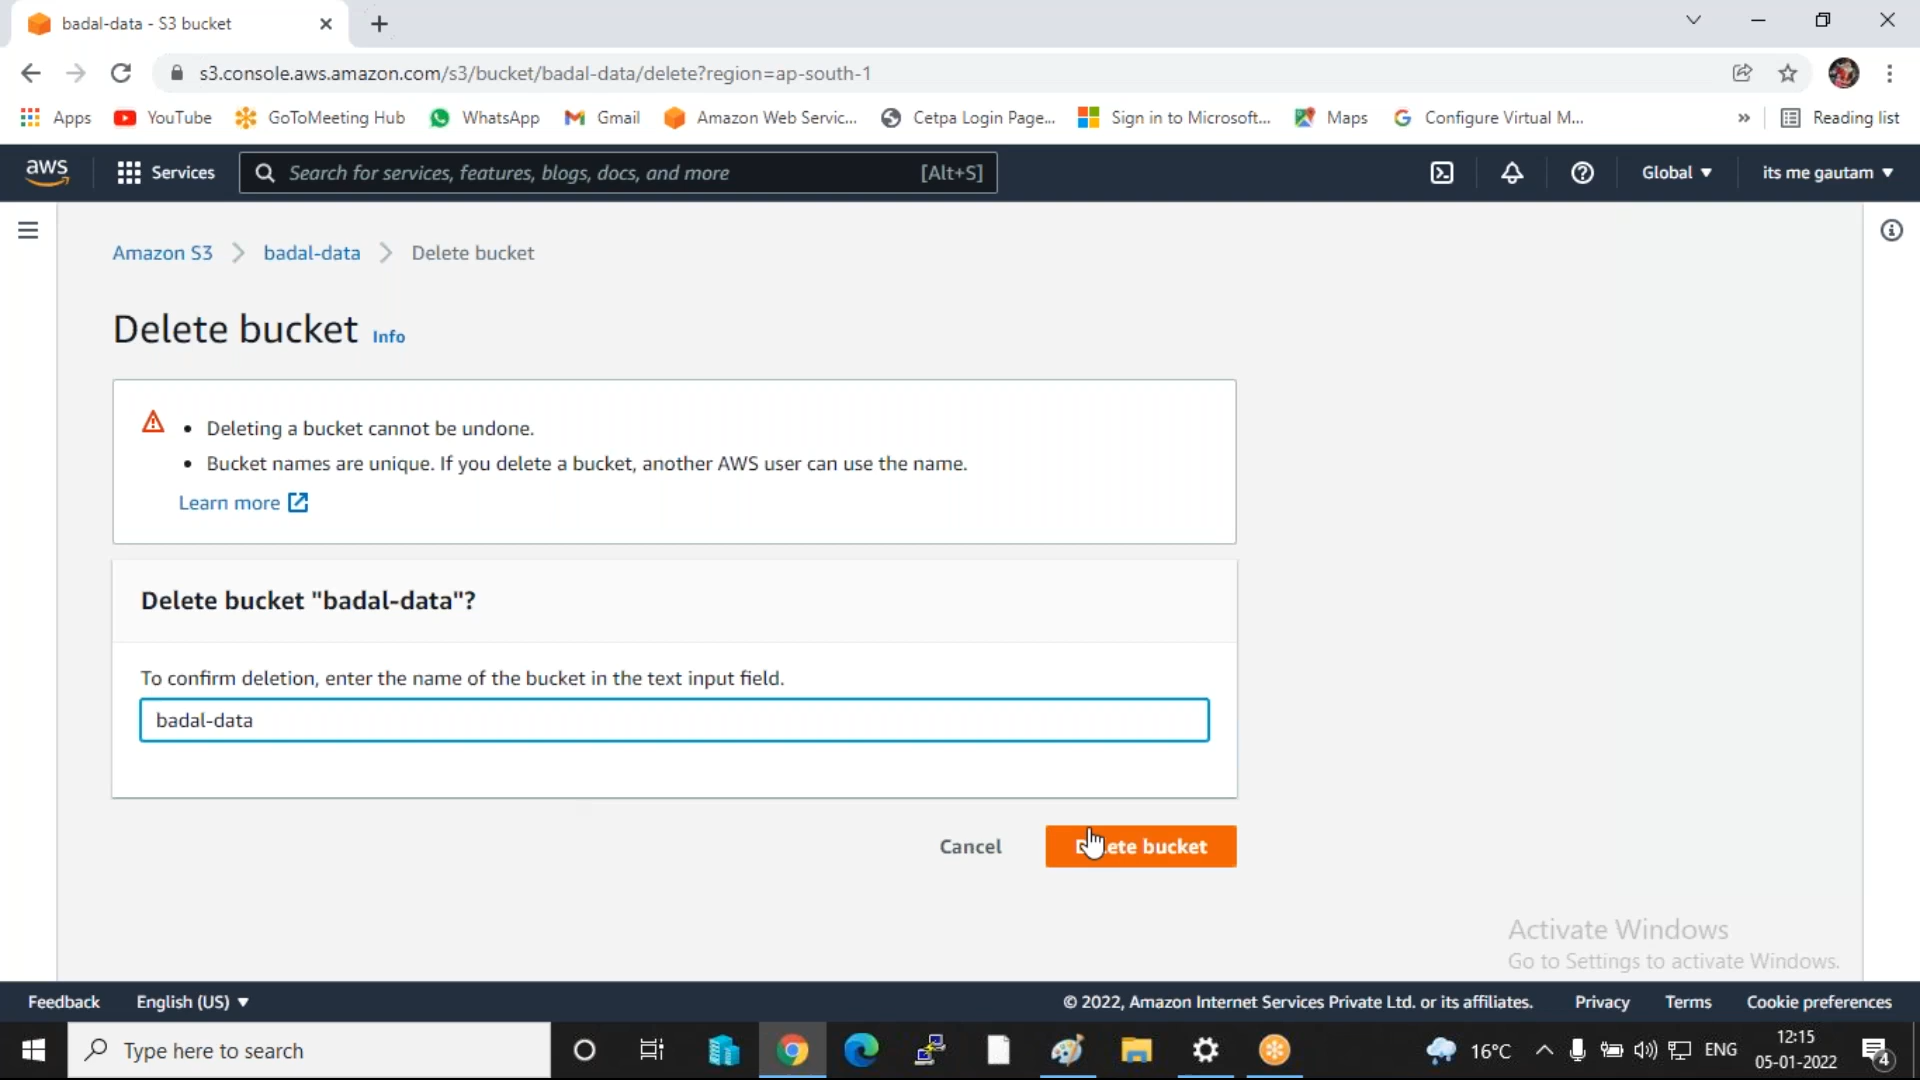 badal-data - S3 bucket
s3.console.aws.amazon.com/s3/bucket/badal-data/delete?region=ap-south-1
Apps YouTube GoToMeeting Hub WhatsApp Gmail Amazon Web Servic... Cetpa Login Page... Sign in to Microsoft... Maps Configure Virtual M... » Reading list
aws Services Search for services, features, blogs, docs, and more [Alt+S] Global its me gautam
Amazon S3 badal-data Delete bucket
Delete bucket Info
• Deleting a bucket cannot be undone.
• Bucket names are unique. If you delete a bucket, another AWS user can use the name.
Learn more
Delete bucket "badal-data"?
To confirm deletion, enter the name of the bucket in the text input field.
badal-data
Cancel Delete bucket
Activate Windows
Go to Settings to activate Windows.
Feedback English (US) © 2022, Amazon Internet Services Private Ltd. or its affiliates. Privacy Terms Cookie preferences
Type here to search 16°C ENG 12:15
05-01-2022 4